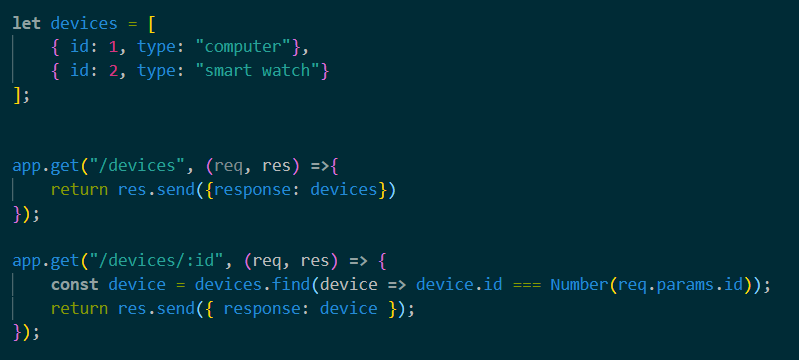 let devices = [
    { id: 1, type: "computer"},
    { id: 2, type: "smart watch"}
];
app.get("/devices", (req, res) =>{
    return res.send({response: devices})
});
app.get("/devices/:id", (req, res) => {
    const device = devices.find(device => device.id === Number(req.params.id));
    return res.send({ response: device });
});